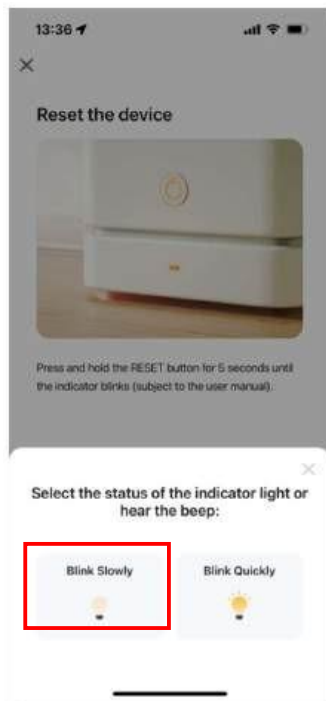 13:36
Reset the device
Press and hold the RESET button for 5 seconds until
the indicator blinks (subject to the user manual).
Select the status of the indicator light or
hear the beep:
Blink Slowly
Blink Quickly